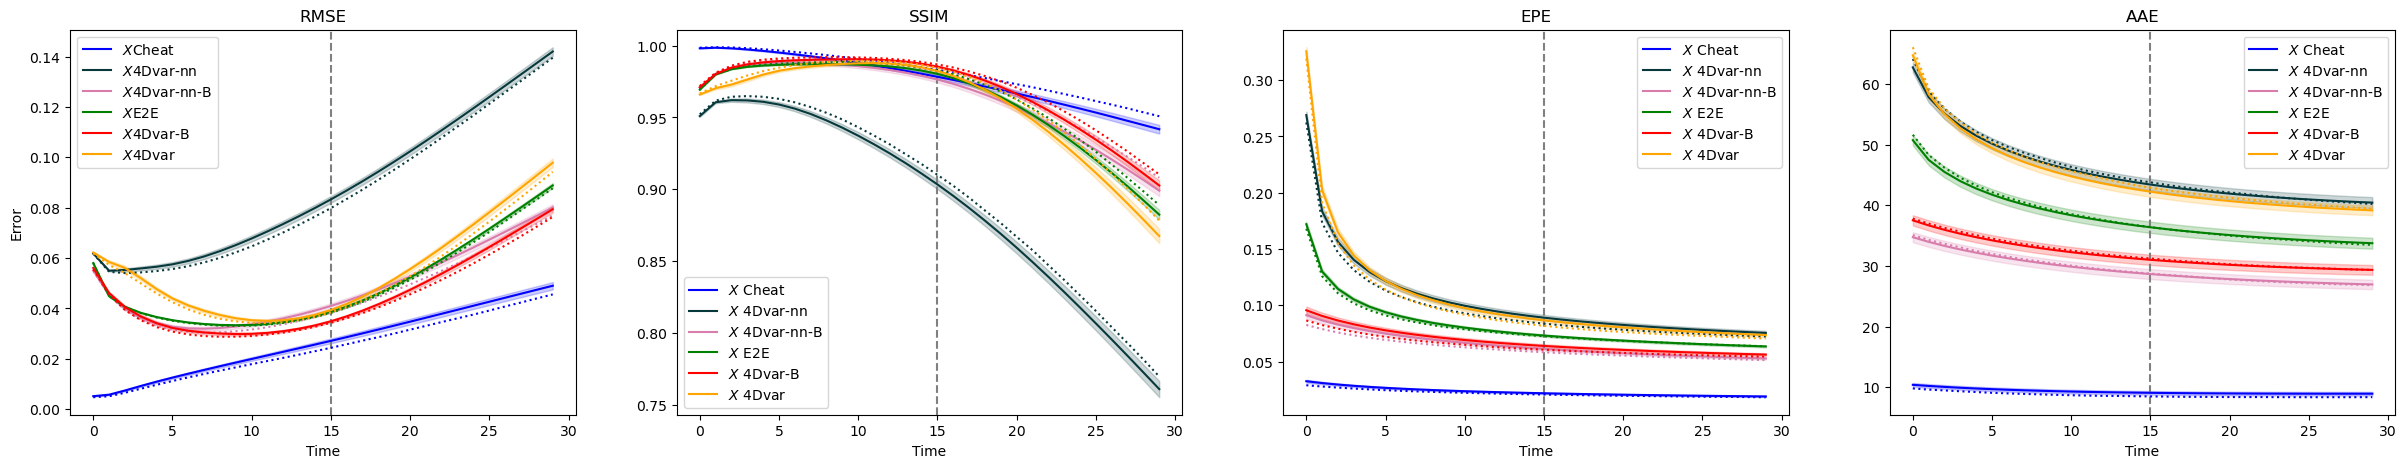 RMSE
Error
0.14
0.12
0.10
0.08
0.06
0.04
0.02
0.00
XCheat
X4Dvar-nn
X4Dvar-nn-B
XE2E
X4Dvar-B
X4Dvar
0 5 10 15 20 25 30
Time
SSIM
1.00
0.95
0.90
0.85
0.80
0.75
X Cheat
X 4Dvar-nn
X 4Dvar-nn-B
X E2E
X 4Dvar-B
X 4Dvar
0 5 10 15 20 25 30
Time
EPE
0.30
0.25
0.20
0.15
0.10
0.05
X Cheat
X 4Dvar-nn
X 4Dvar-nn-B
X E2E
X 4Dvar-B
X 4Dvar
0 5 10 15 20 25 30
Time
AAE
60
50
40
30
20
10
X Cheat
X 4Dvar-nn
X 4Dvar-nn-B
X E2E
X 4Dvar-B
X 4Dvar
0 5 10 15 20 25 30
Time